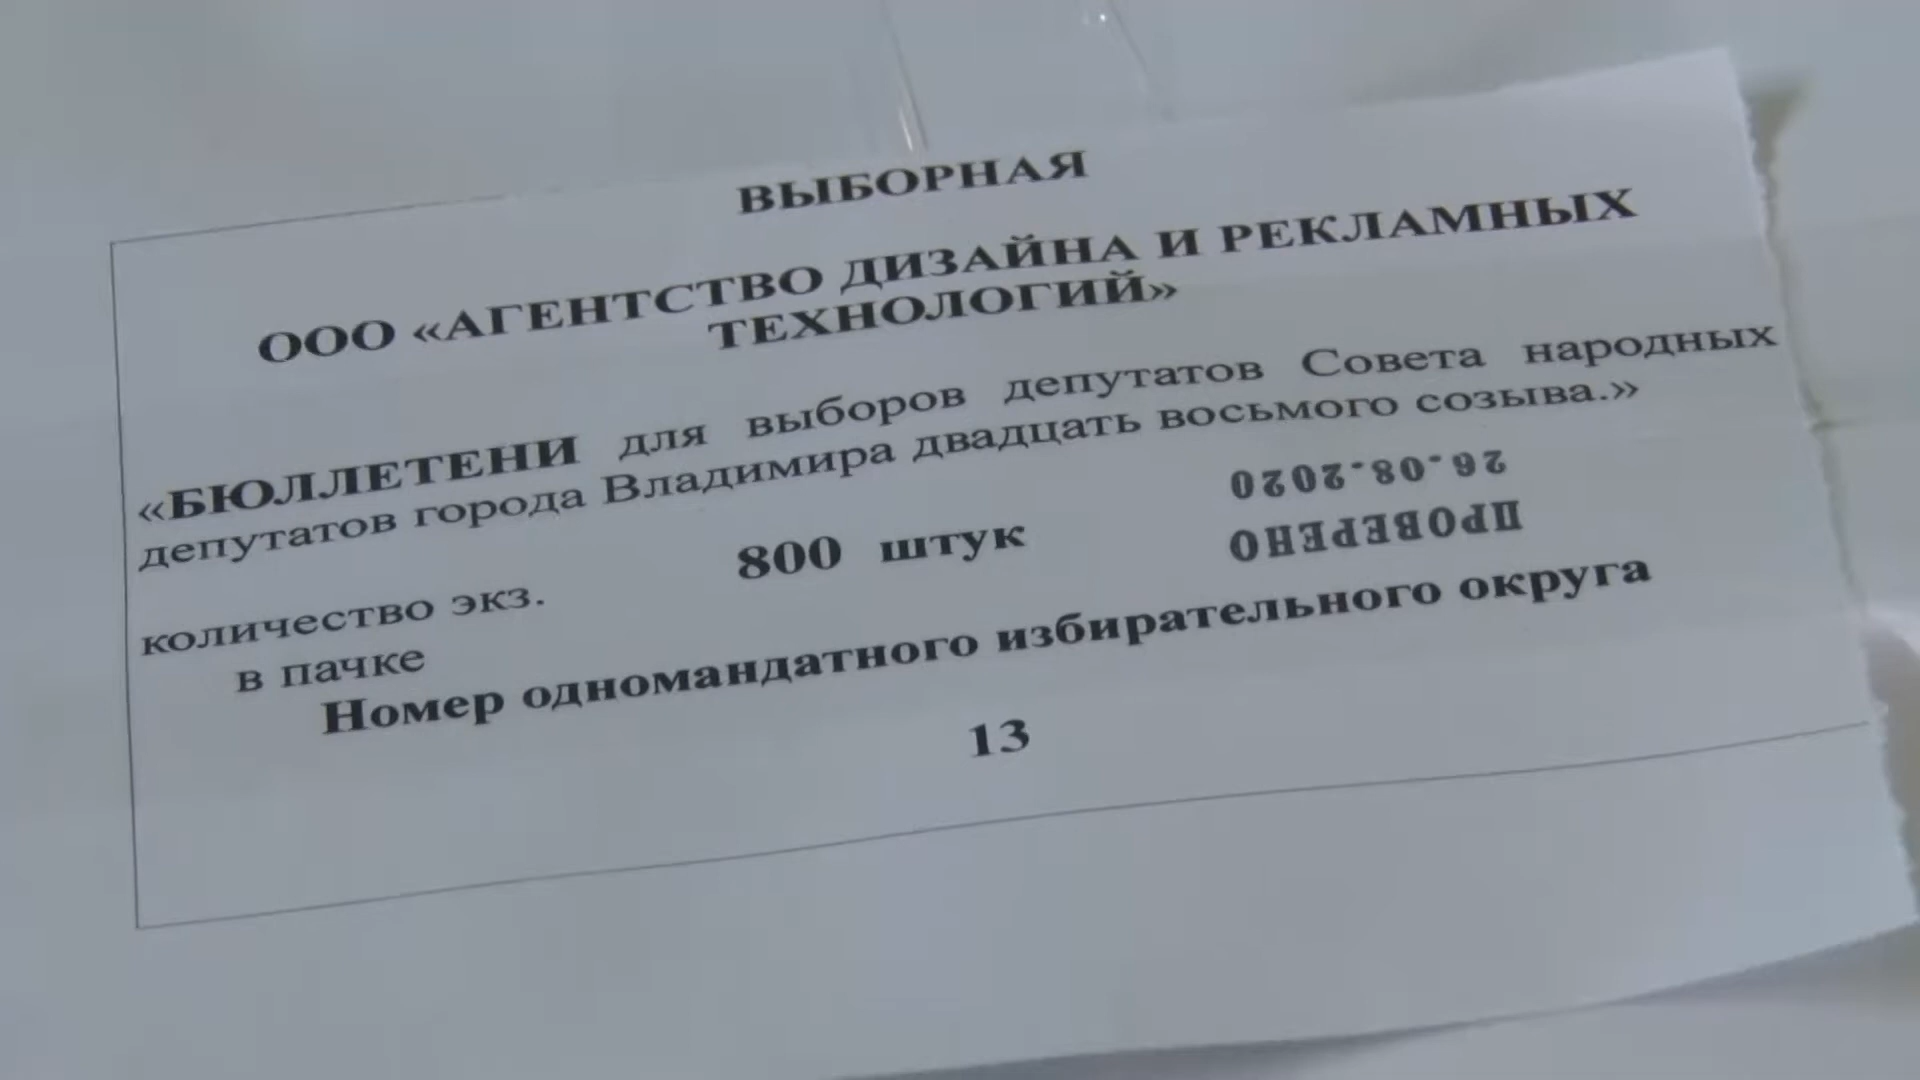 ВЫБОРНАЯ
ООО «АГЕНТСТВО ДИЗАЙНА И РЕКЛАМНЫХ
ТЕХНОЛОГИЙ»
«БЮЛЛЕТЕНИ для выборов депутатов Совета народных
депутатов города Владимира двадцать восьмого созыва.»
26.08.2020
ПРОВЕРЕНО
количество экз. 800 штук
в пачке
Номер одномандатного избирательного округа
13